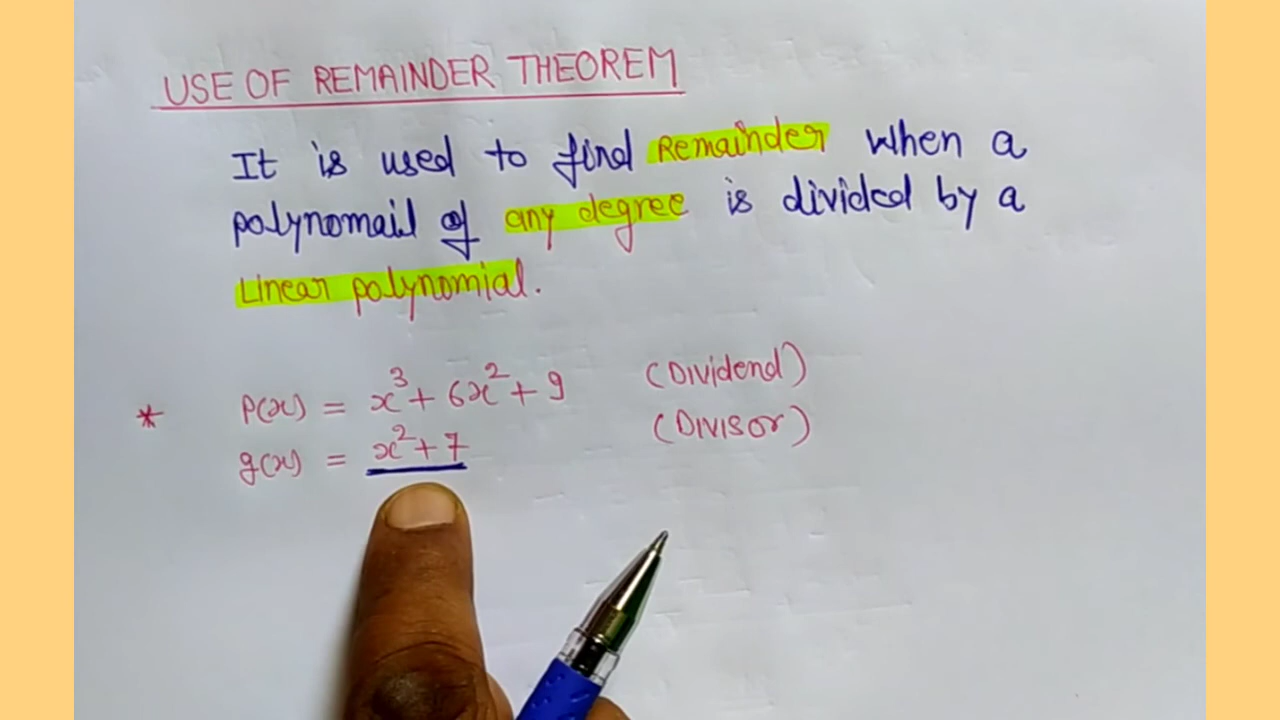 USE OF REMAINDER THEOREM
It is used to find Remainder when a
polynomail of any degree is divided by a
Linear polynomial.
* P(x) = x³ + 6x² + 9 (Dividend)
g(x) = x² + 7 (Divisor)